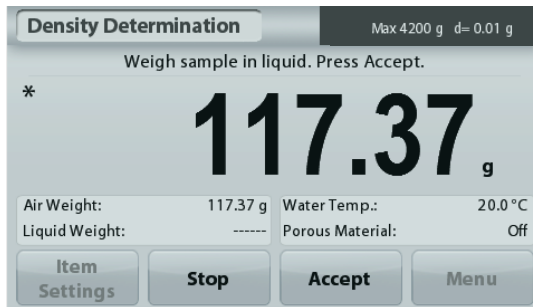 Density Determination
Max 4200 g d= 0.01 g
Weigh sample in liquid. Press Accept.
*
117.37 g
Air Weight: 117.37 g Water Temp.: 20.0 °C
Liquid Weight: ------ Porous Material: Off
Item Settings
Stop
Accept
Menu